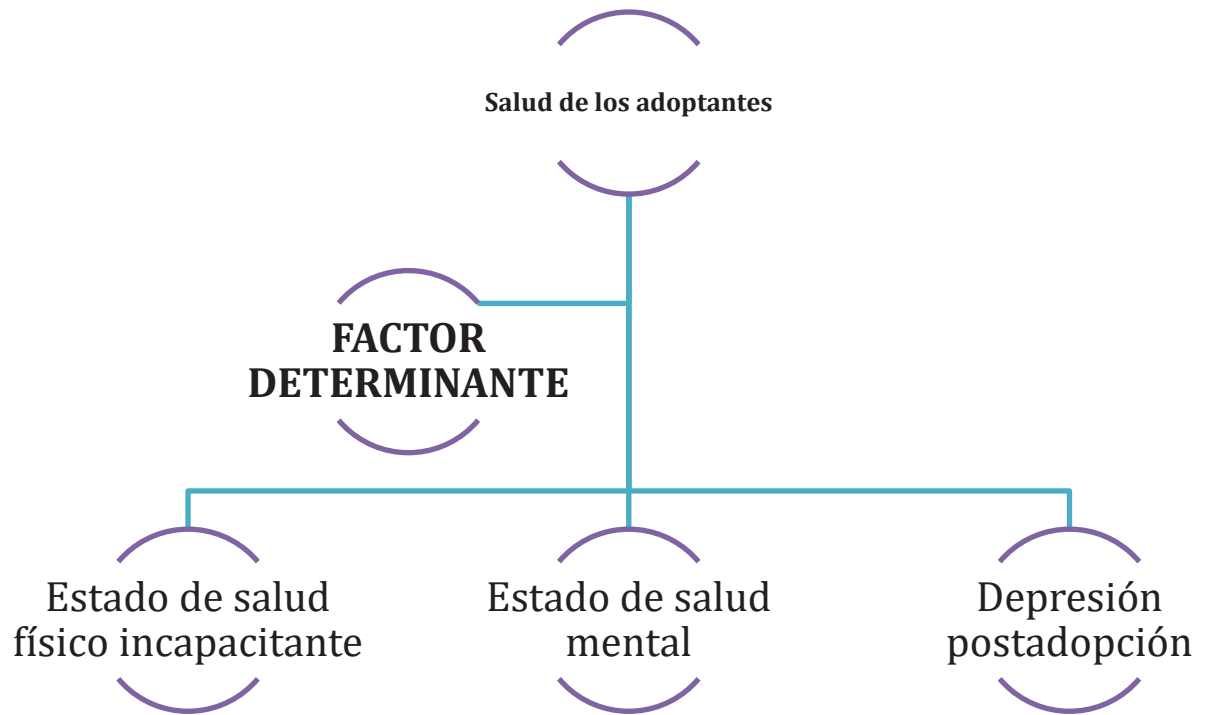 Salud de los adoptantes
FACTOR
DETERMINANTE
Estado de salud
físico incapacitante
Estado de salud
mental
Depresión
postadopción